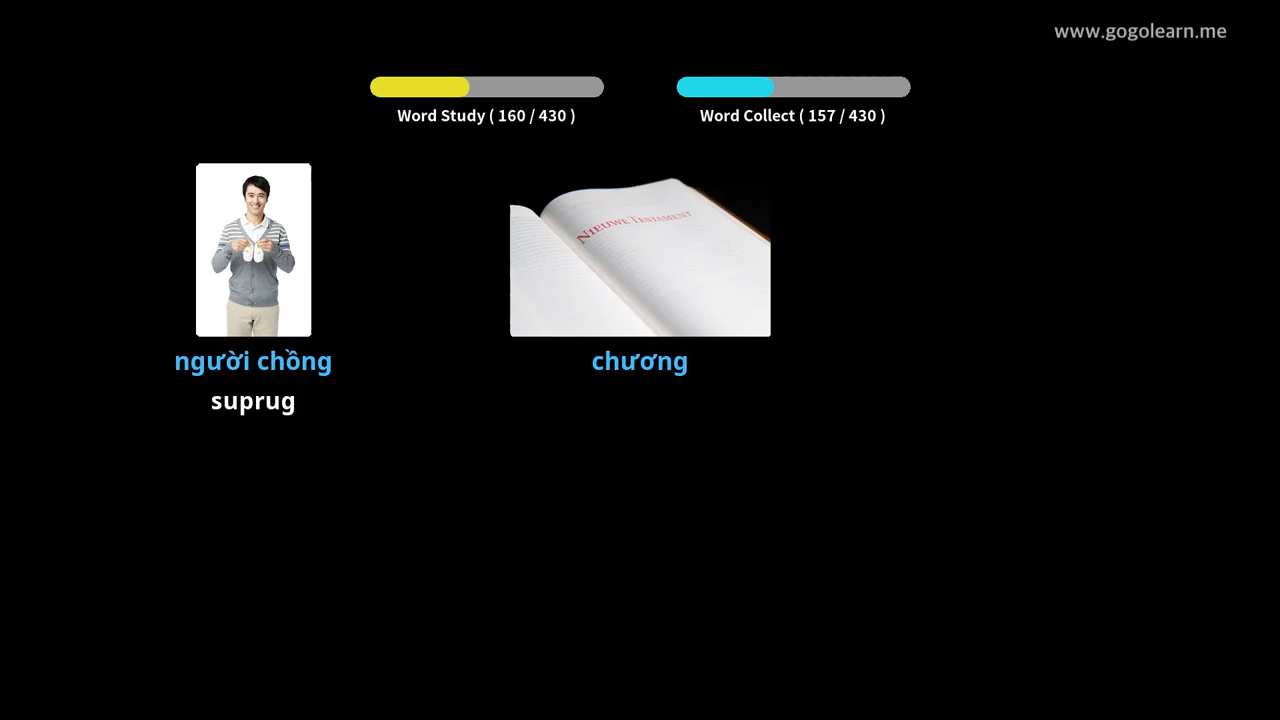 www.gogolearn.me
Word Study ( 160 / 430 )
Word Collect ( 157 / 430 )
NIEUWE TESTAMENT
người chồng
chương
suprug